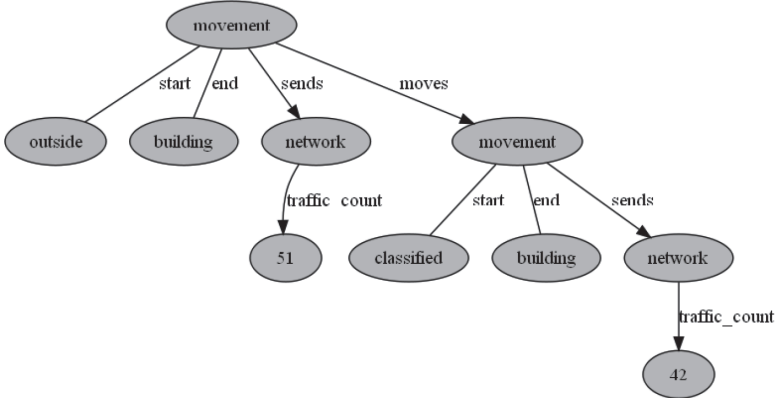 movement
start end sends moves
outside building network movement
traffic_count start end sends
51 classified building network
traffic_count
42